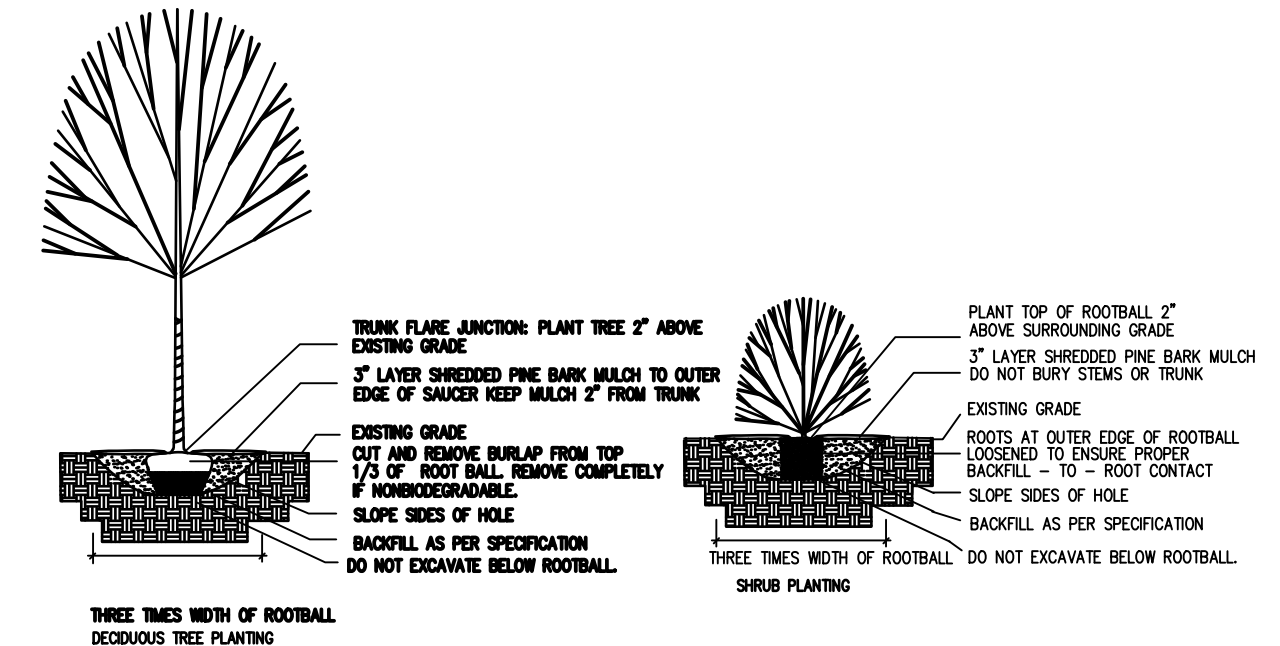 TRUNK FLARE JUNCTION: PLANT TREE 2" ABOVE
EXISTING GRADE
3" LAYER SHREDDED PINE BARK MULCH TO OUTER
EDGE OF SAUCER KEEP MULCH 2" FROM TRUNK
EXISTING GRADE
CUT AND REMOVE BURLAP FROM TOP
1/3 OF ROOT BALL. REMOVE COMPLETELY
IF NONBIODEGRADABLE.
SLOPE SIDES OF HOLE
BACKFILL AS PER SPECIFICATION
DO NOT EXCAVATE BELOW ROOTBALL.
THREE TIMES WIDTH OF ROOTBALL
DECIDUOUS TREE PLANTING
PLANT TOP OF ROOTBALL 2"
ABOVE SURROUNDING GRADE
3" LAYER SHREDDED PINE BARK MULCH
DO NOT BURY STEMS OR TRUNK
EXISTING GRADE
ROOTS AT OUTER EDGE OF ROOTBALL
LOOSENED TO ENSURE PROPER
BACKFILL - TO - ROOT CONTACT
SLOPE SIDES OF HOLE
BACKFILL AS PER SPECIFICATION
DO NOT EXCAVATE BELOW ROOTBALL.
THREE TIMES WIDTH OF ROOTBALL
SHRUB PLANTING